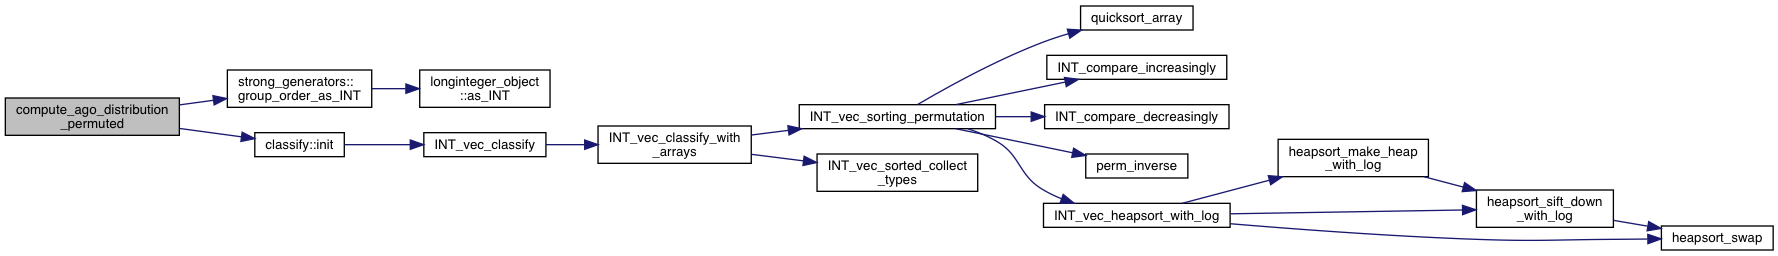 compute_ago_distribution
_permuted
strong_generators::
group_order_as_INT
longinteger_object
::as_INT
classify::init
INT_vec_classify
INT_vec_classify_with
_arrays
INT_vec_sorting_permutation
INT_vec_sorted_collect
_types
quicksort_array
INT_compare_increasingly
INT_compare_decreasingly
perm_inverse
INT_vec_heapsort_with_log
heapsort_make_heap
_with_log
heapsort_sift_down
_with_log
heapsort_swap